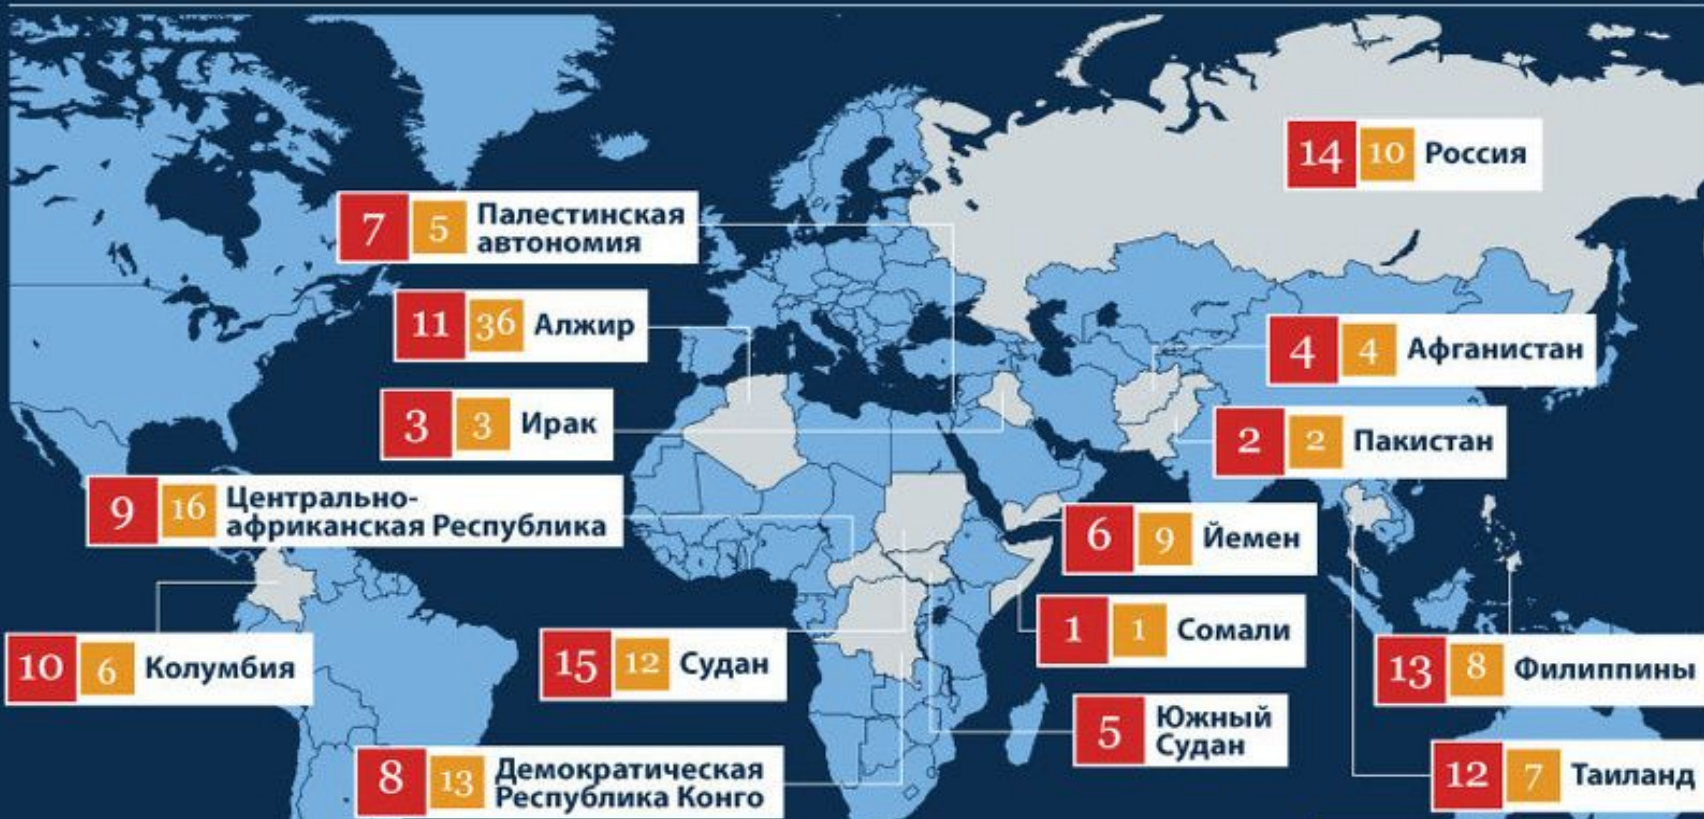 14 10 Россия
7 5 Палестинская
автономия
11 36 Алжир
4 4 Афганистан
3 3 Ирак
2 2 Пакистан
9 16 Центрально-
африканская Республика
6 9 Йемен
1 1 Сомали
10 6 Колумбия
15 12 Судан
13 8 Филиппины
5 Южный
Судан
8 13 Демократическая
Республика Конго
12 7 Таиланд